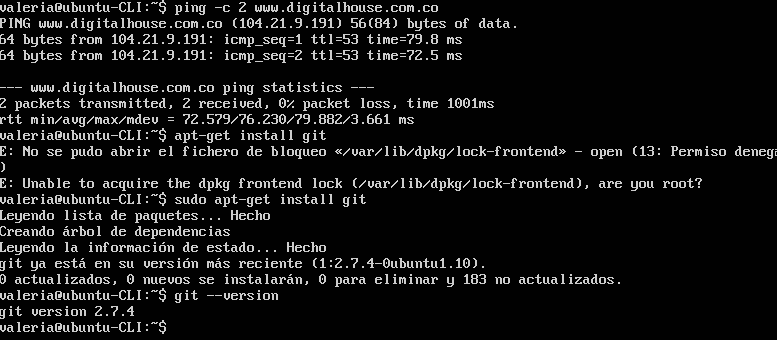 valeria@ubuntu-CLI:~$ ping -c 2 www.digitalhouse.com.co
PING www.digitalhouse.com.co (104.21.9.191) 56(84) bytes of data.
64 bytes from 104.21.9.191: icmp_seq=1 ttl=53 time=79.8 ms
64 bytes from 104.21.9.191: icmp_seq=2 ttl=53 time=72.5 ms

--- www.digitalhouse.com.co ping statistics ---
2 packets transmitted, 2 received, 0% packet loss, time 1001ms
rtt min/avg/max/mdev = 72.579/76.230/79.882/3.661 ms
valeria@ubuntu-CLI:~$ apt-get install git
E: No se pudo abrir el fichero de bloqueo «/var/lib/dpkg/lock-frontend» - open (13: Permiso denega
)
E: Unable to acquire the dpkg frontend lock (/var/lib/dpkg/lock-frontend), are you root?
valeria@ubuntu-CLI:~$ sudo apt-get install git
Leyendo lista de paquetes... Hecho
Creando árbol de dependencias
Leyendo la información de estado... Hecho
git ya está en su versión más reciente (1:2.7.4-0ubuntu1.10).
0 actualizados, 0 nuevos se instalarán, 0 para eliminar y 183 no actualizados.
valeria@ubuntu-CLI:~$ git --version
git version 2.7.4
valeria@ubuntu-CLI:~$